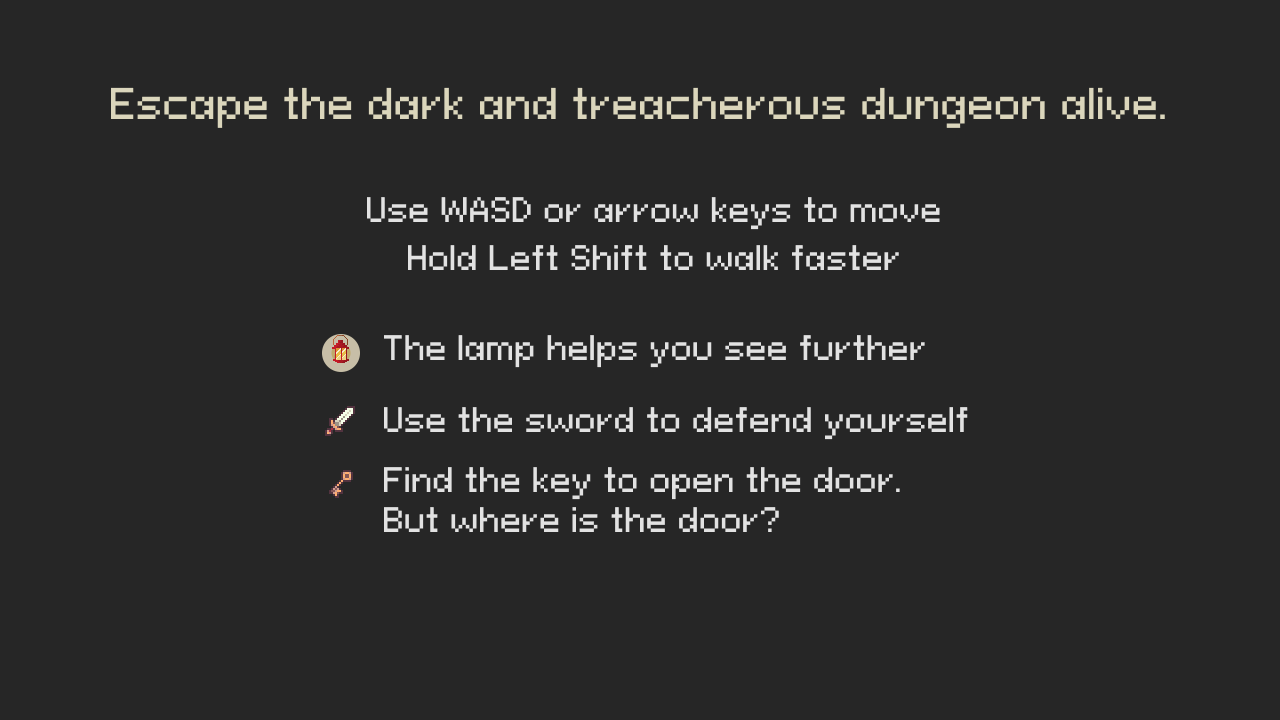 Escape the dark and treacherous dungeon alive.
Use WASD or arrow keys to move
Hold Left Shift to walk faster
The lamp helps you see further
Use the sword to defend yourself
Find the key to open the door.
But where is the door?